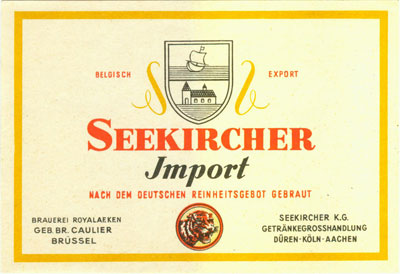 BELGISCH EXPORT
SEEKIRCHER
Import
NACH DEM DEUTSCHEN REINHEITSGEBOT GEBRAUT
BRAUEREI ROYALAEKEN
GEB. BR. CAULIER
BRÜSSEL
SEEKIRCHER K.G.
GETRÄNKEGROSSHANDLUNG
DÜREN-KÖLN-AACHEN